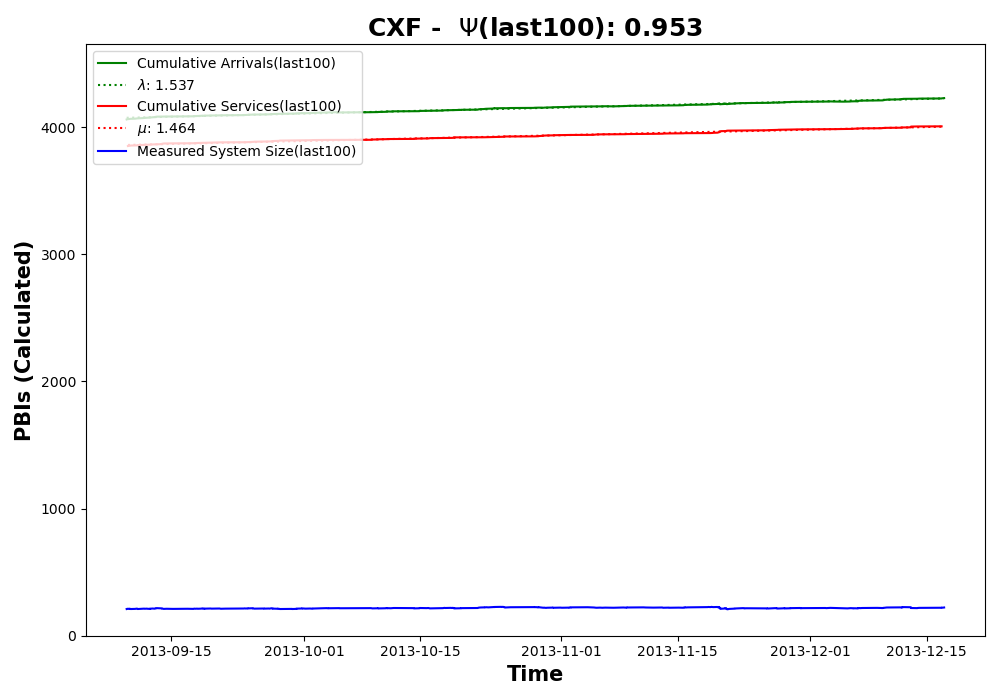 CXF - Ψ(last100): 0.953
Cumulative Arrivals(last100)
λ: 1.537
Cumulative Services(last100)
μ: 1.464
Measured System Size(last100)
PBIs (Calculated)
4000
3000
2000
1000
0
2013-09-15 2013-10-01 2013-10-15 2013-11-01 2013-11-15 2013-12-01 2013-12-15
Time